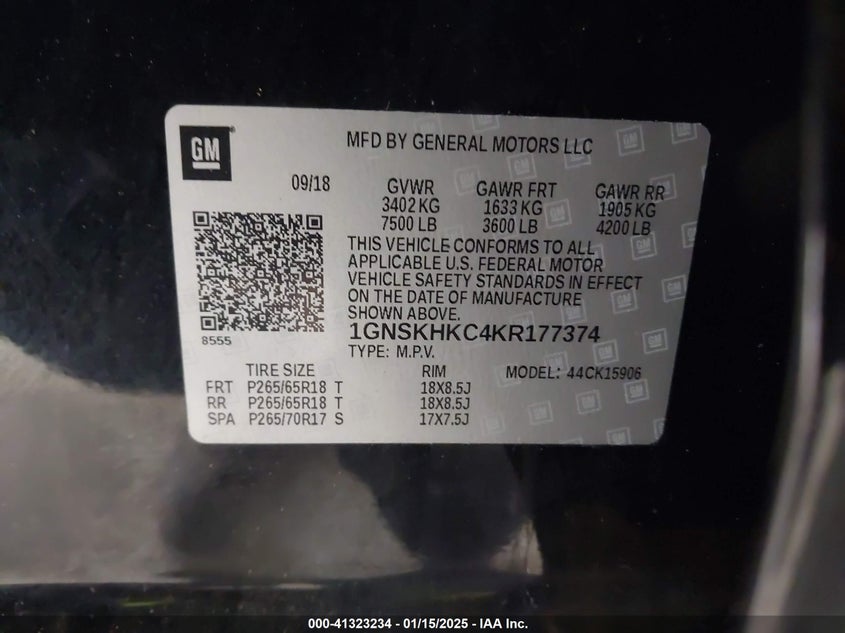 GM
MFD BY GENERAL MOTORS LLC
09/18
GVWR GAWR FRT GAWR RR
3402 KG 1633 KG 1905 KG
7500 LB 3600 LB 4200 LB
THIS VEHICLE CONFORMS TO ALL
APPLICABLE U.S. FEDERAL MOTOR
VEHICLE SAFETY STANDARDS IN EFFECT
ON THE DATE OF MANUFACTURE
SHOWN ABOVE.
8555
1GNSKHKC4KR177374
TYPE: M.P.V.
TIRE SIZE RIM MODEL: 44CK15906
FRT P265/65R18 T 18X8.5J
RR P265/65R18 T 18X8.5J
SPA P265/70R17 S 17X7.5J
000-41323234 - 01/15/2025 - IAA Inc.